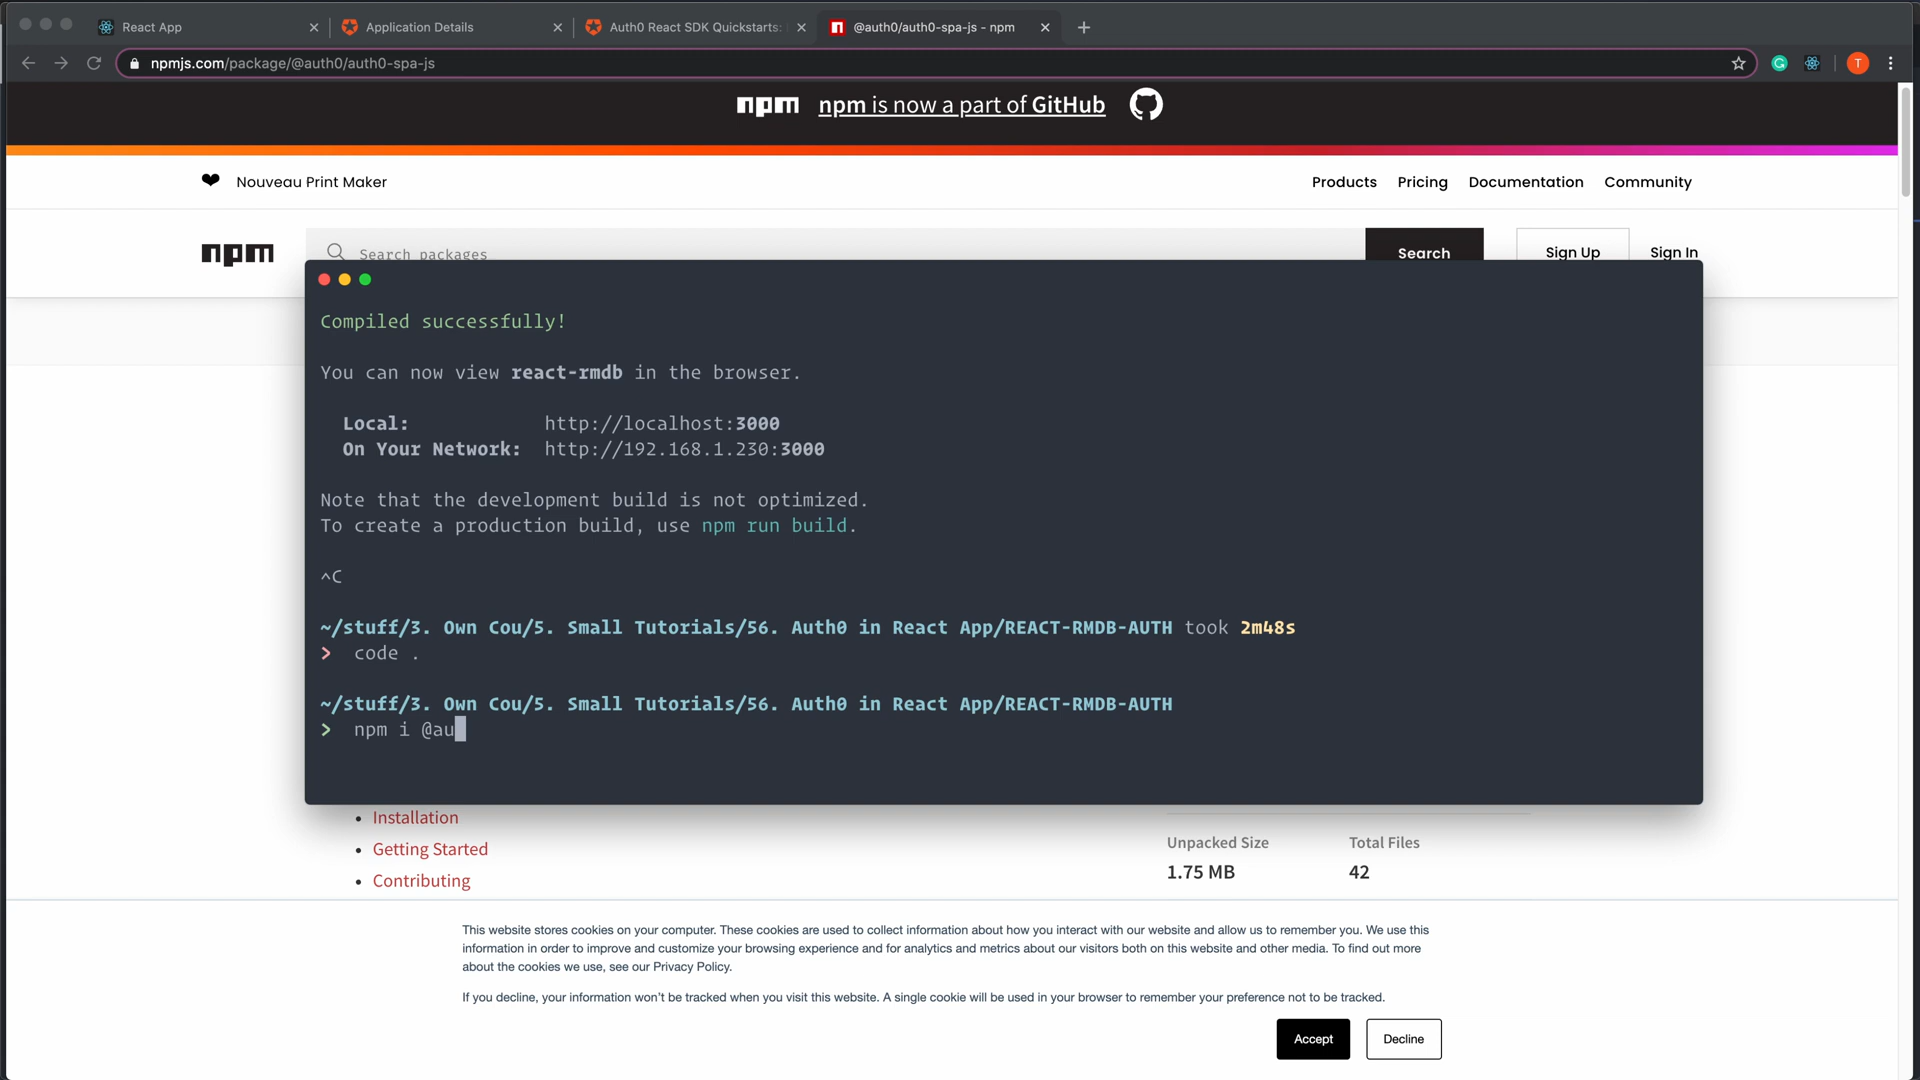 React App
Application Details
Auth0 React SDK Quickstarts:
@auth0/auth0-spa-js - npm
npmjs.com/package/@auth0/auth0-spa-js
T
npm npm is now a part of GitHub
❤ Nouveau Print Maker
Products Pricing Documentation Community
npm
Search packages
Search
Sign Up
Sign In
Compiled successfully!
You can now view react-rmdb in the browser.
Local: http://localhost:3000
On Your Network: http://192.168.1.230:3000
Note that the development build is not optimized.
To create a production build, use npm run build.
^C
~/stuff/3. Own Cou/5. Small Tutorials/56. Auth0 in React App/REACT-RMDB-AUTH took 2m48s
> code .
~/stuff/3. Own Cou/5. Small Tutorials/56. Auth0 in React App/REACT-RMDB-AUTH
> npm i @au
• Installation
• Getting Started
• Contributing
Unpacked Size Total Files
1.75 MB 42
This website stores cookies on your computer. These cookies are used to collect information about how you interact with our website and allow us to remember you. We use this
information in order to improve and customize your browsing experience and for analytics and metrics about our visitors both on this website and other media. To find out more
about the cookies we use, see our Privacy Policy.
If you decline, your information won't be tracked when you visit this website. A single cookie will be used in your browser to remember your preference not to be tracked.
Accept
Decline